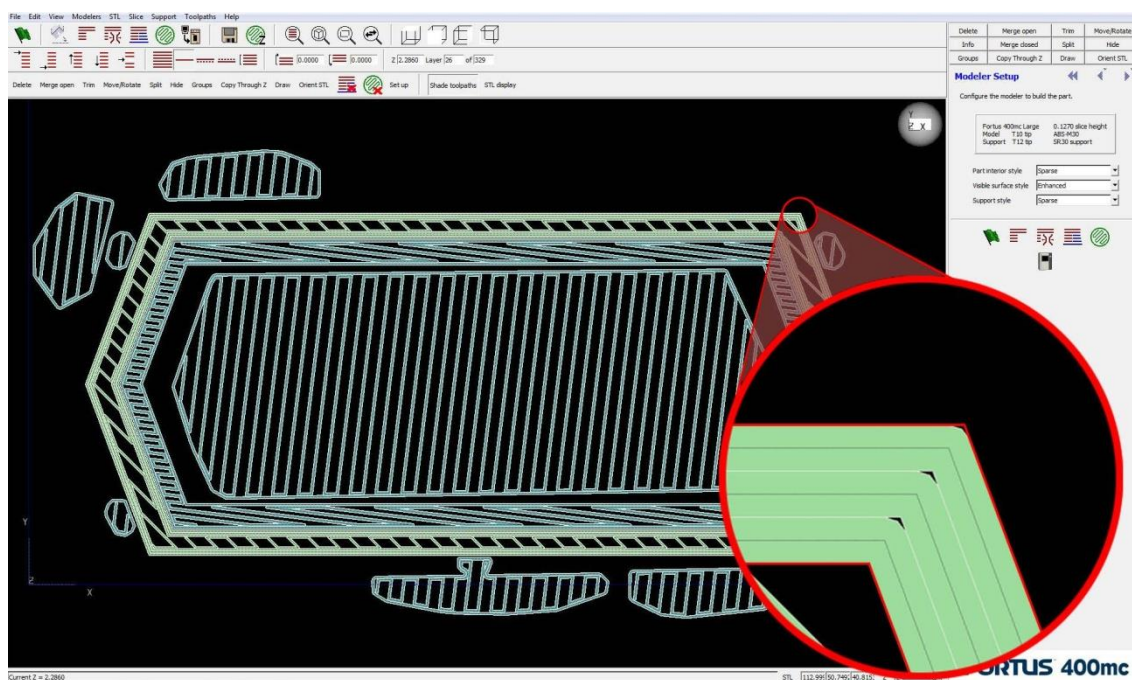 File Edit View Modelers STL Slice Support Toolpaths Help
0.0000 0.0000 Z 2.2860 Layer 26 of 329
Delete Merge open Trim Move/Rotate Split Hide Groups Copy Through Z Draw Orient STL Set up Shade toolpaths STL display
Delete Merge open Trim Move/Rotate
Info Merge closed Split Hide
Groups Copy Through Z Draw Orient STL
Modeler Setup
Configure the modeler to build the part.
Fortus 400mc Large 0.1270 slice height
Model T10 tip ABS-M30
Support T12 tip SR30 support
Part interior style Sparse
Visible surface style Enhanced
Support style Sparse
Y
Z X
Y
Z
X
400mc
Current Z = 2.2860 STL